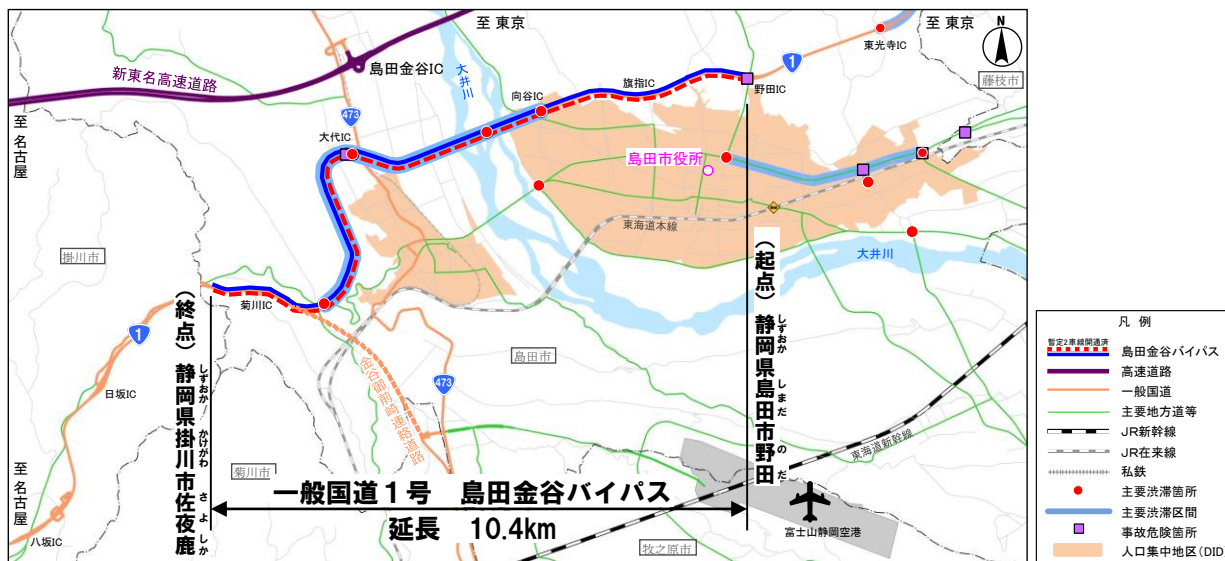 至 東京
至 東京
N
東光寺IC
1
藤枝市
新東名高速道路
島田金谷IC
大井川
向谷IC
旗指IC
野田IC
至 名古屋
473
大代IC
島田市役所
東海道本線
大井川
掛川市
菊川IC
1
島田市
金谷御前崎連絡道路
473
日坂IC
至 名古屋
菊川市
八坂IC
(終点) 静岡県掛川市佐夜鹿
しずおか かけがわ さよしか
(起点) 静岡県島田市野田
しずおか しまだ のだ
東海道新幹線
一般国道1号 島田金谷バイパス
延長 10.4km
富士山静岡空港
牧之原市
凡 例
暫定2車線開通済
島田金谷バイパス
高速道路
一般国道
主要地方道等
JR新幹線
JR在来線
私鉄
主要渋滞箇所
主要渋滞区間
事故危険箇所
人口集中地区(DID)